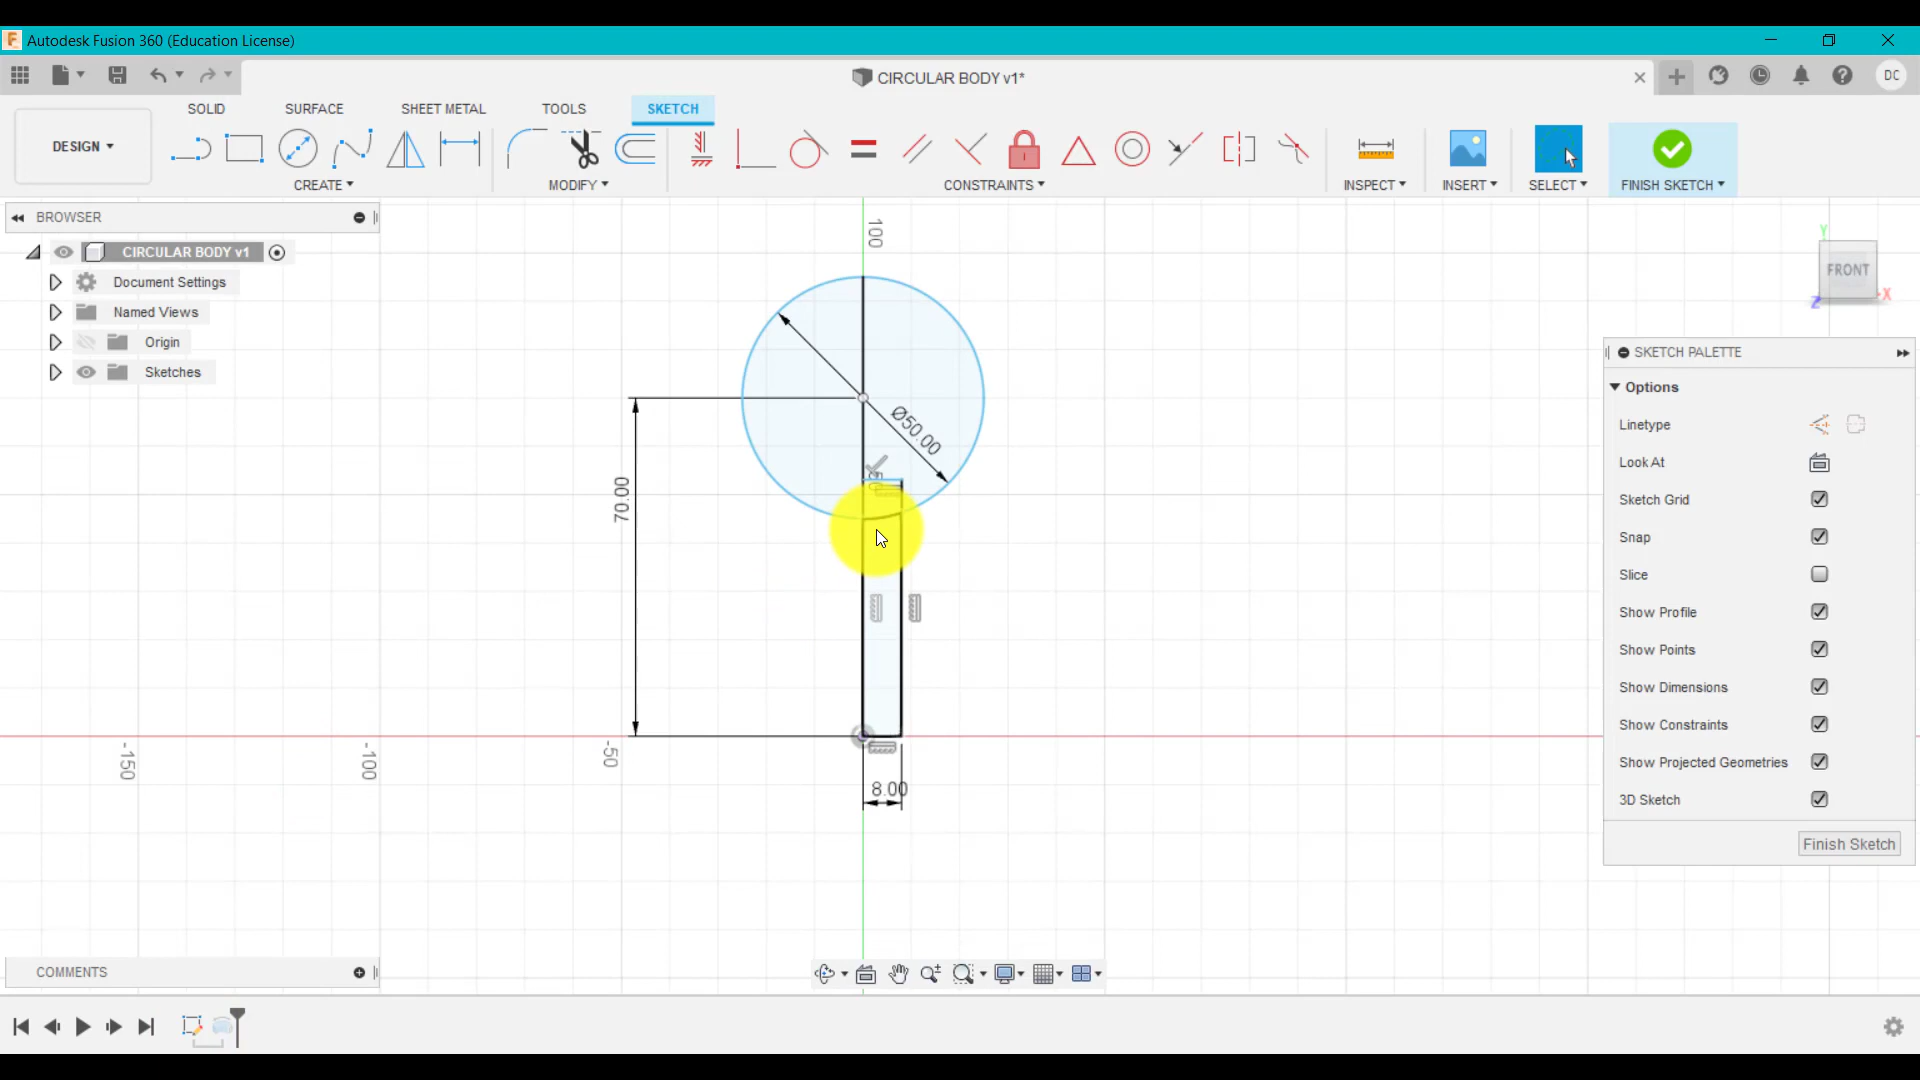 Autodesk Fusion 360 (Education License)
CIRCULAR BODY v1*
DC
SOLID
SURFACE
SHEET METAL
TOOLS
SKETCH
DESIGN
CREATE
MODIFY
CONSTRAINTS
INSPECT
INSERT
SELECT
FINISH SKETCH
BROWSER
CIRCULAR BODY v1
Document Settings
Named Views
Origin
Sketches
100
Ø50.00
50
70.00
8.00
-150
-100
-50
Y
FRONT
X
Z
SKETCH PALETTE
Options
Linetype
Look At
Sketch Grid
Snap
Slice
Show Profile
Show Points
Show Dimensions
Show Constraints
Show Projected Geometries
3D Sketch
Finish Sketch
COMMENTS